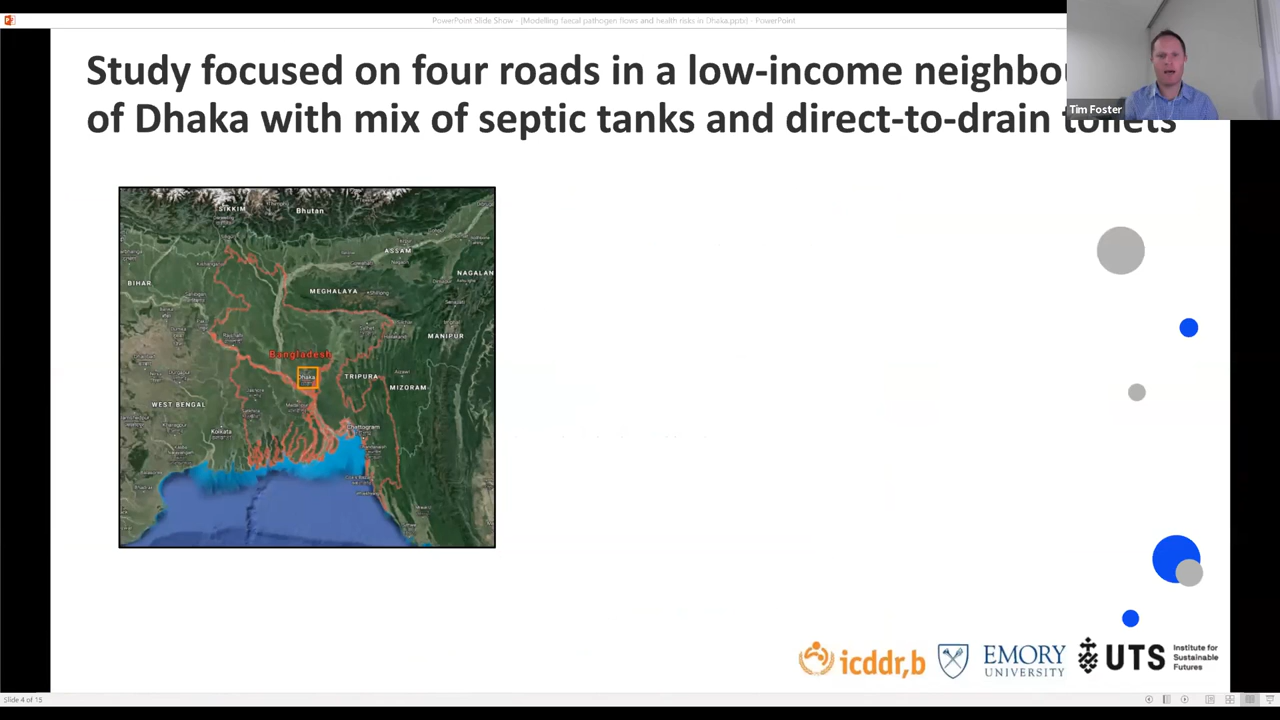 PowerPoint Slide Show - [Modelling faecal pathogen flows and health risks in Dhaka.pptx] - PowerPoint
Study focused on four roads in a low-income neighbou
of Dhaka with mix of septic tanks and direct-to-drain toilets
Tim Foster
SIKKIM
Bhutan
ASSAM
NAGALAN
BIHAR
MEGHALAYA
MANIPUR
Bangladesh
Dhaka
TRIPURA
MIZORAM
WEST BENGAL
Kolkata
Chattogram
icddr,b
EMORY
UNIVERSITY
UTS
Institute for
Sustainable
Futures
Slide 4 of 15